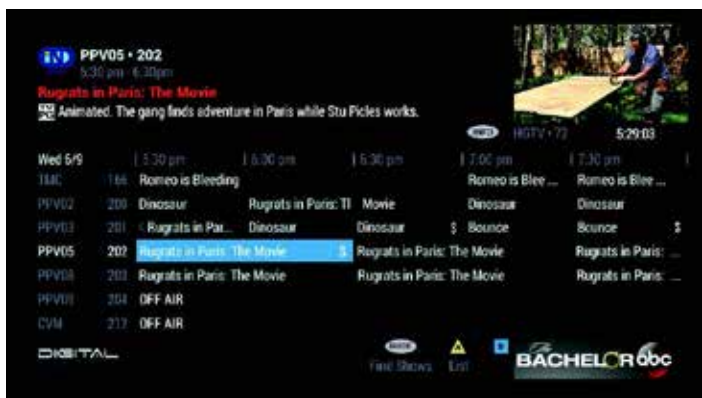 iND PPV05 • 202
5:30 pm - 6:30pm
Rugrats in Paris: The Movie
Animated. The gang finds adventure in Paris while Stu Picles works.
INFO HGTV • 72 5:29:03
Wed 6/9 5:30 pm 6:00 pm 6:30 pm 7:00 pm 7:30 pm
TMC 166 Romeo is Bleeding Romeo is Blee ... Romeo is Blee ...
PPV02 200 Dinosaur Rugrats in Paris: Tl Movie Dinosaur Dinosaur
PPV03 201 < Rugrats in Par... Dinosaur Dinosaur $ Bounce Bounce $
PPV05 202 Rugrats in Paris: The Movie $ Rugrats in Paris: The Movie Rugrats in Paris: ...
PPV08 203 Rugrats in Paris: The Movie Rugrats in Paris: The Movie Rugrats in Paris: ...
PPV09 204 OFF AIR
CVM 217 OFF AIR
DIGITAL Find Shows A List B The BACHELOR abc